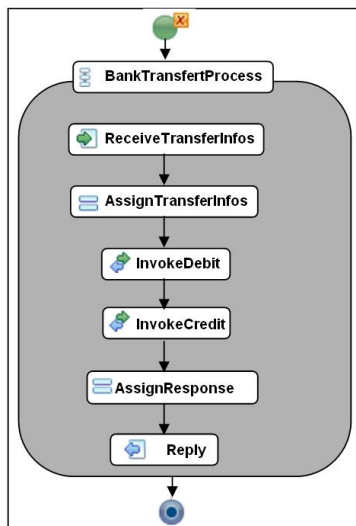 BankTransfertProcess
ReceiveTransferInfos
AssignTransferInfos
InvokeDebit
InvokeCredit
AssignResponse
Reply